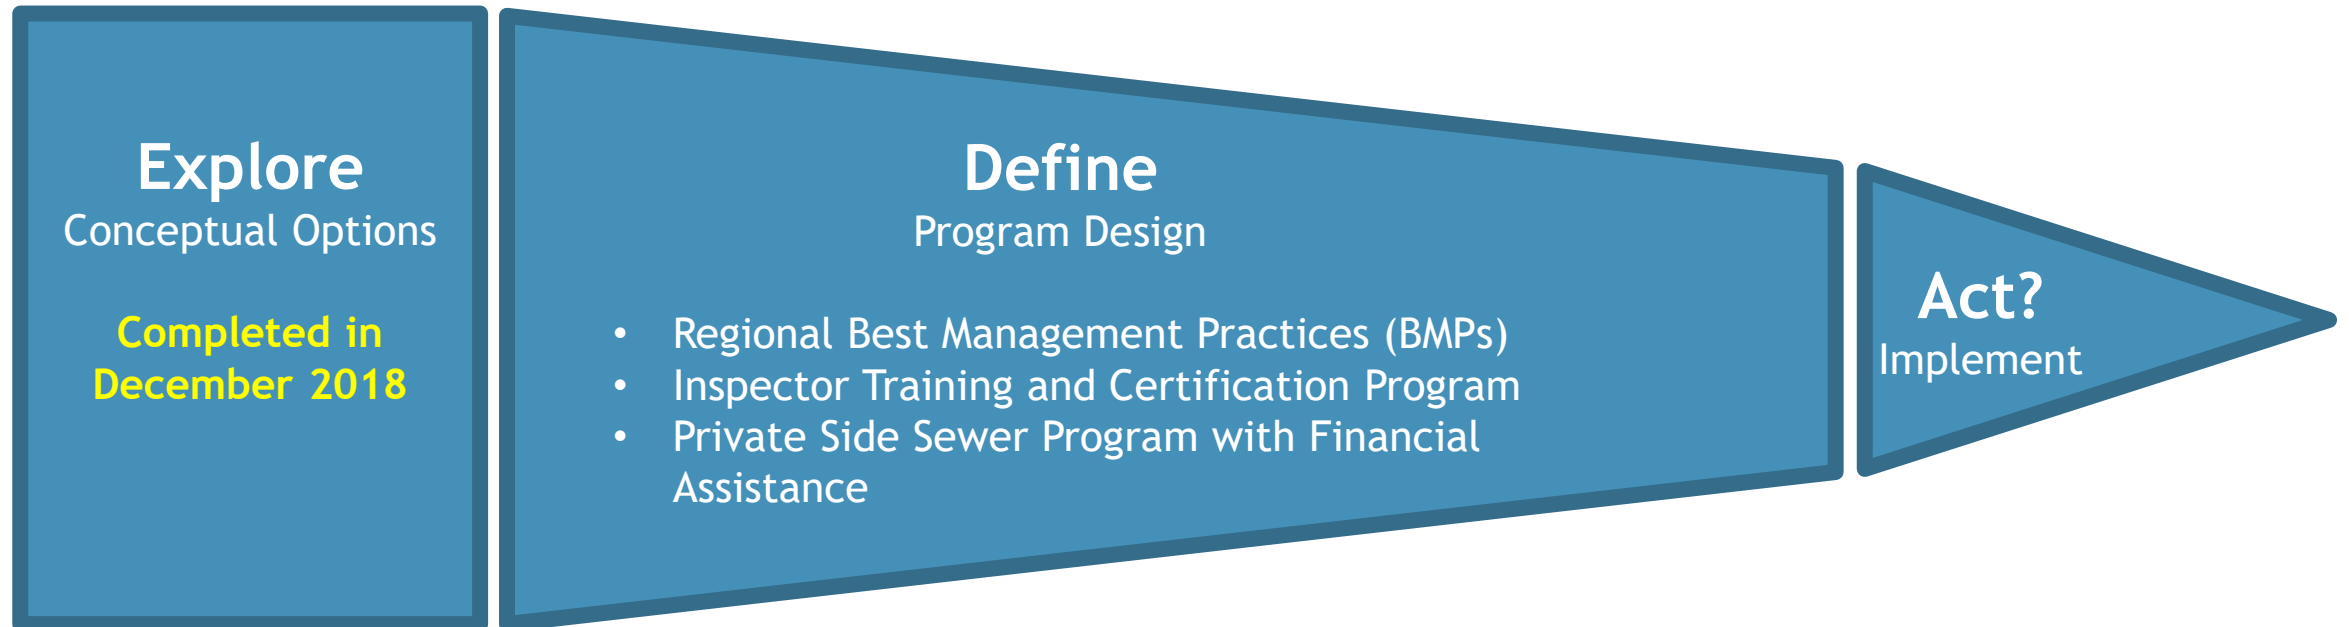 Explore
Conceptual Options
Completed in
December 2018
Define
Program Design
• Regional Best Management Practices (BMPs)
• Inspector Training and Certification Program
• Private Side Sewer Program with Financial
Assistance
Act?
Implement